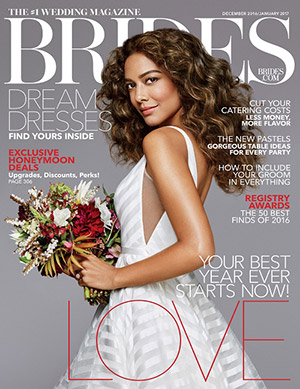 THE #1 WEDDING MAGAZINE
DECEMBER 2016/JANUARY 2017
BRIDES
BRIDES.
COM
DREAM
DRESSES
FIND YOURS INSIDE
EXCLUSIVE
HONEYMOON
DEALS
Upgrades, Discounts, Perks!
PAGE 386
CUT YOUR
CATERING COSTS
LESS MONEY,
MORE FLAVOR
THE NEW PASTELS
GORGEOUS TABLE IDEAS
FOR EVERY PARTY
HOW TO INCLUDE
YOUR GROOM
IN EVERYTHING
REGISTRY
AWARDS
THE 50 BEST
FINDS OF 2016
YOUR BEST
YEAR EVER
STARTS NOW!
LOVE